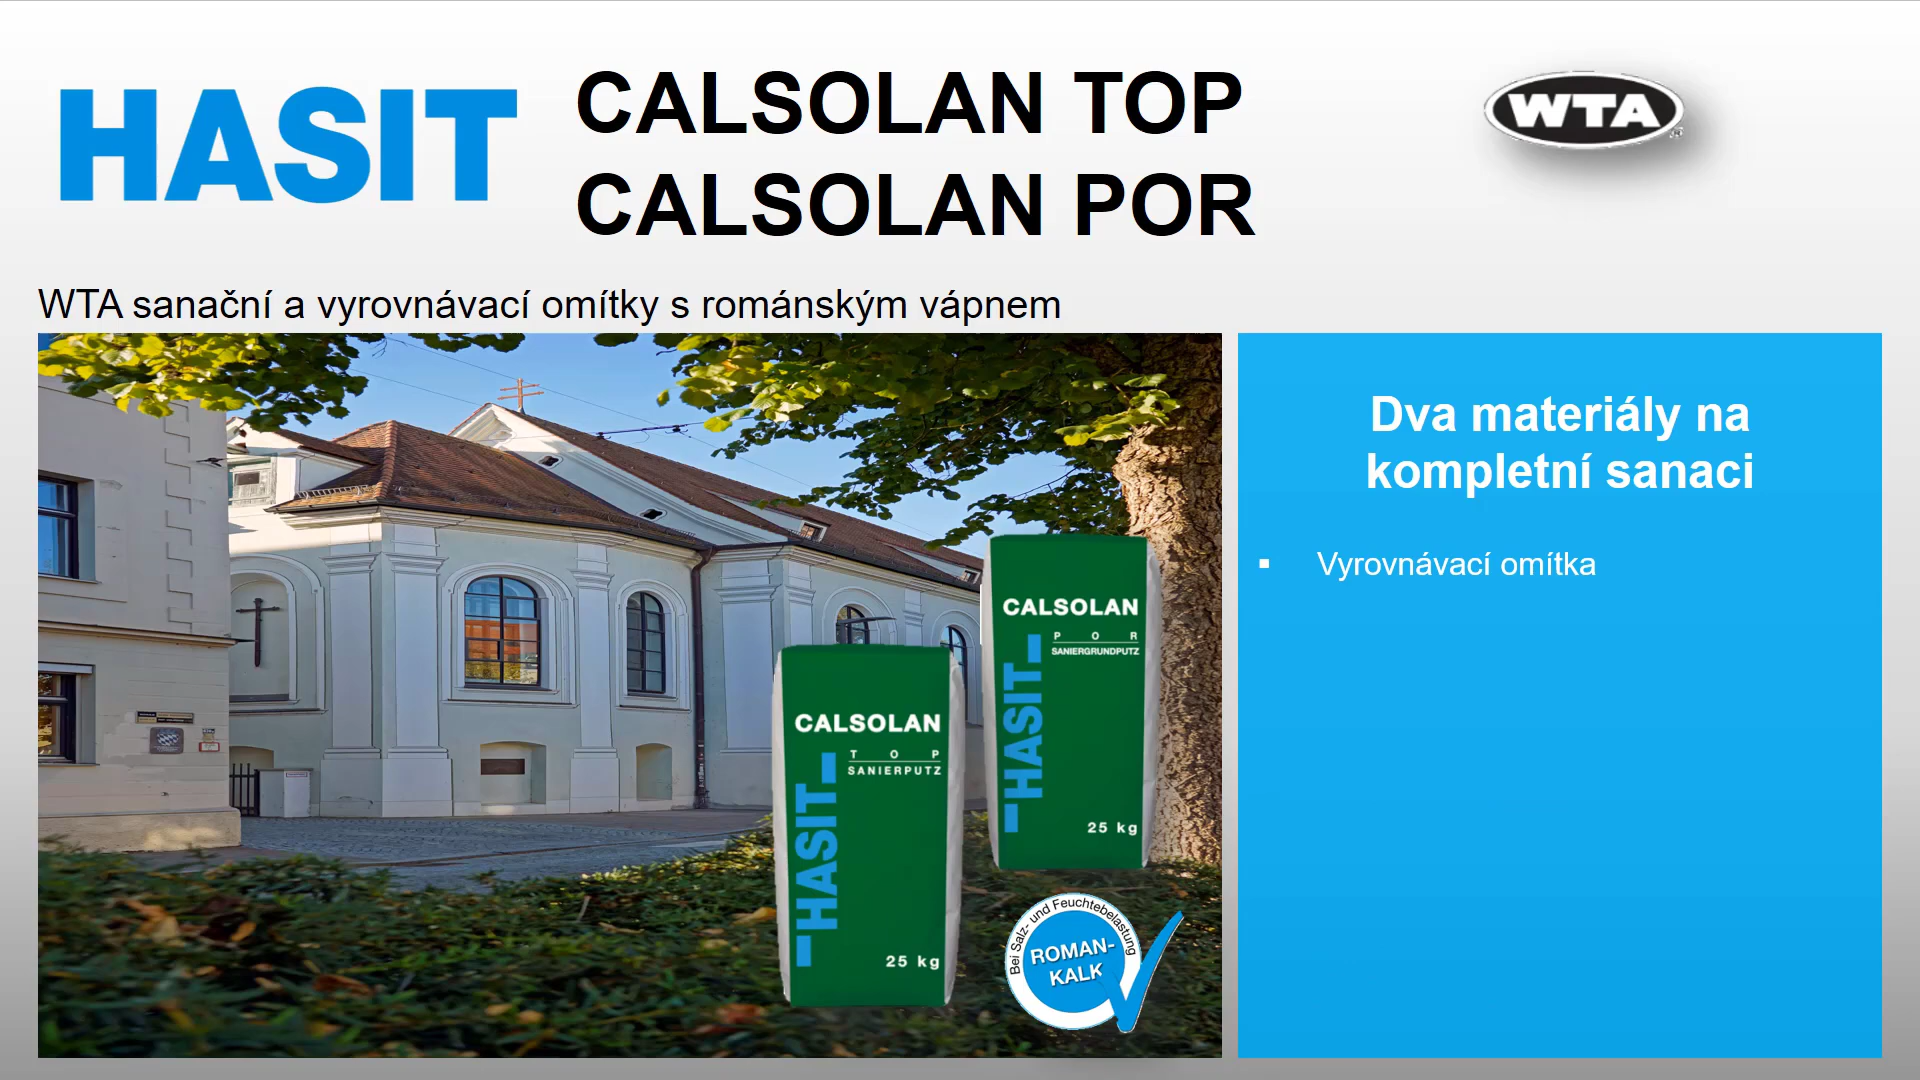 HASIT
CALSOLAN TOP
CALSOLAN POR
WTA
WTA sanační a vyrovnávací omítky s románským vápnem
Dva materiály na
kompletní sanaci
▪ Vyrovnávací omítka
CALSOLAN
POR
SANIERGRUNDPUTZ
HASIT
25 kg
CALSOLAN
TOP
SANIERPUTZ
HASIT
25 kg
Bei Salz- und Feuchtebelastung
ROMAN-
KALK